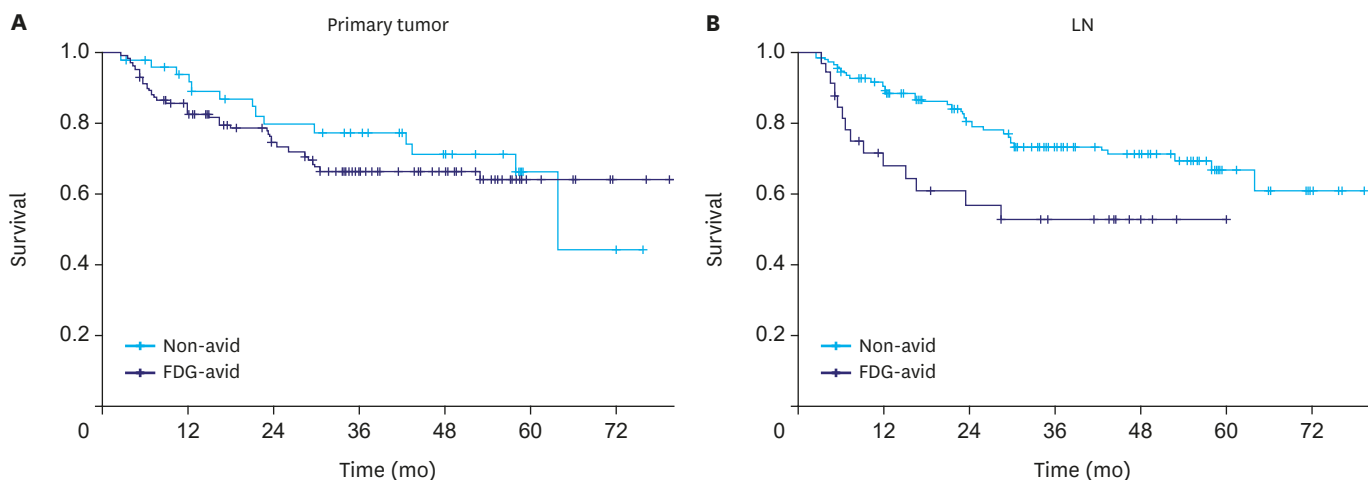 A
Primary tumor
Survival
1.0
0.8
0.6
0.4
0.2
Non-avid
FDG-avid
0 12 24 36 48 60 72
Time (mo)
B
LN
Survival
1.0
0.8
0.6
0.4
0.2
Non-avid
FDG-avid
0 12 24 36 48 60 72
Time (mo)